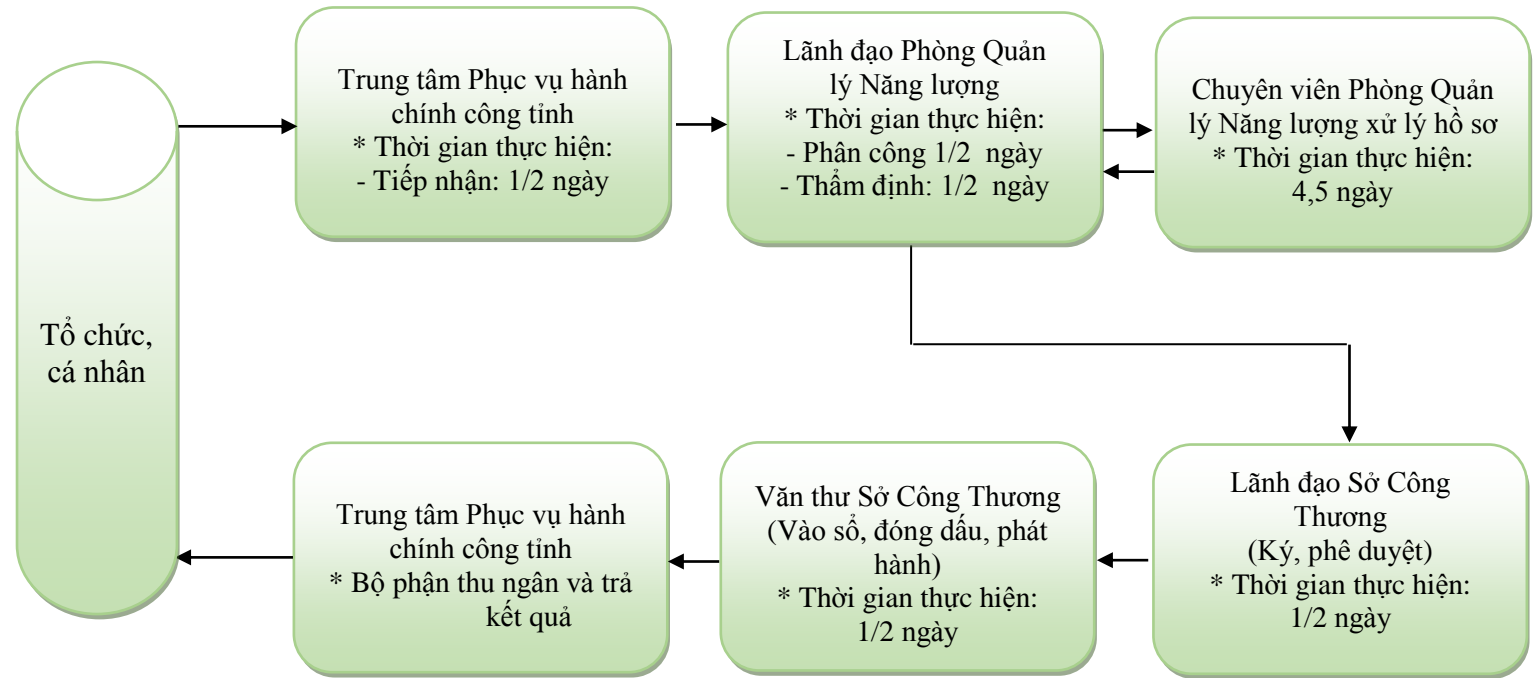 Tổ chức,
cá nhân
Trung tâm Phục vụ hành
chính công tỉnh
* Thời gian thực hiện:
- Tiếp nhận: 1/2 ngày
Lãnh đạo Phòng Quản
lý Năng lượng
* Thời gian thực hiện:
- Phân công 1/2 ngày
- Thẩm định: 1/2 ngày
Chuyên viên Phòng Quản
lý Năng lượng xử lý hồ sơ
* Thời gian thực hiện:
4,5 ngày
Lãnh đạo Sở Công
Thương
(Ký, phê duyệt)
* Thời gian thực hiện:
1/2 ngày
Văn thư Sở Công Thương
(Vào sổ, đóng dấu, phát
hành)
* Thời gian thực hiện:
1/2 ngày
Trung tâm Phục vụ hành
chính công tỉnh
* Bộ phận thu ngân và trả
kết quả